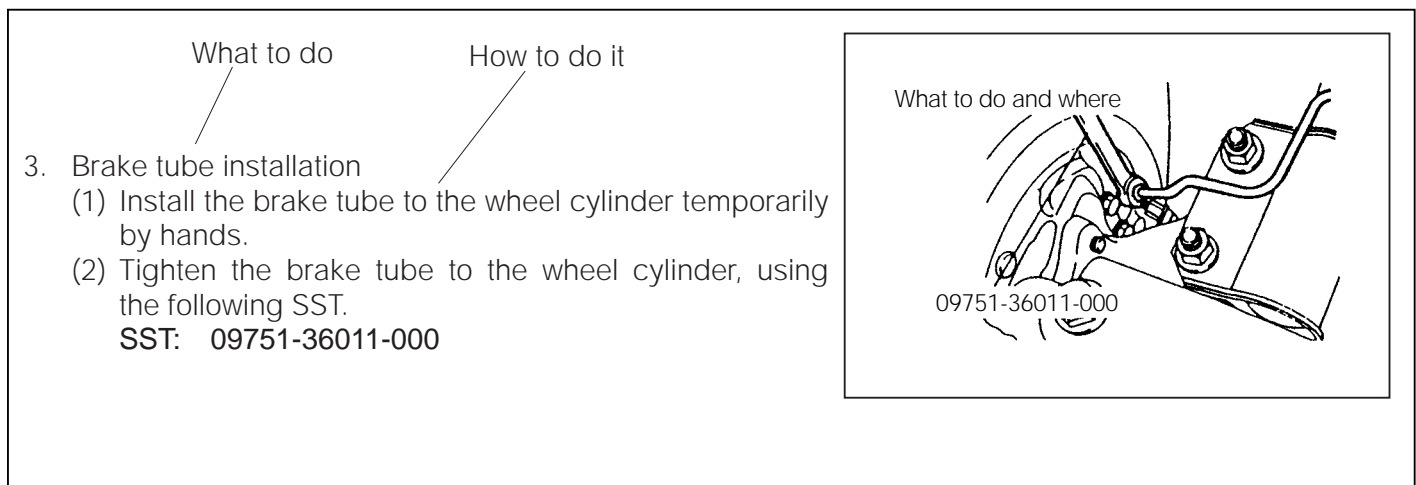 What to do
How to do it
3. Brake tube installation
(1) Install the brake tube to the wheel cylinder temporarily
by hands.
(2) Tighten the brake tube to the wheel cylinder, using
the following SST.
SST: 09751-36011-000
What to do and where
09751-36011-000